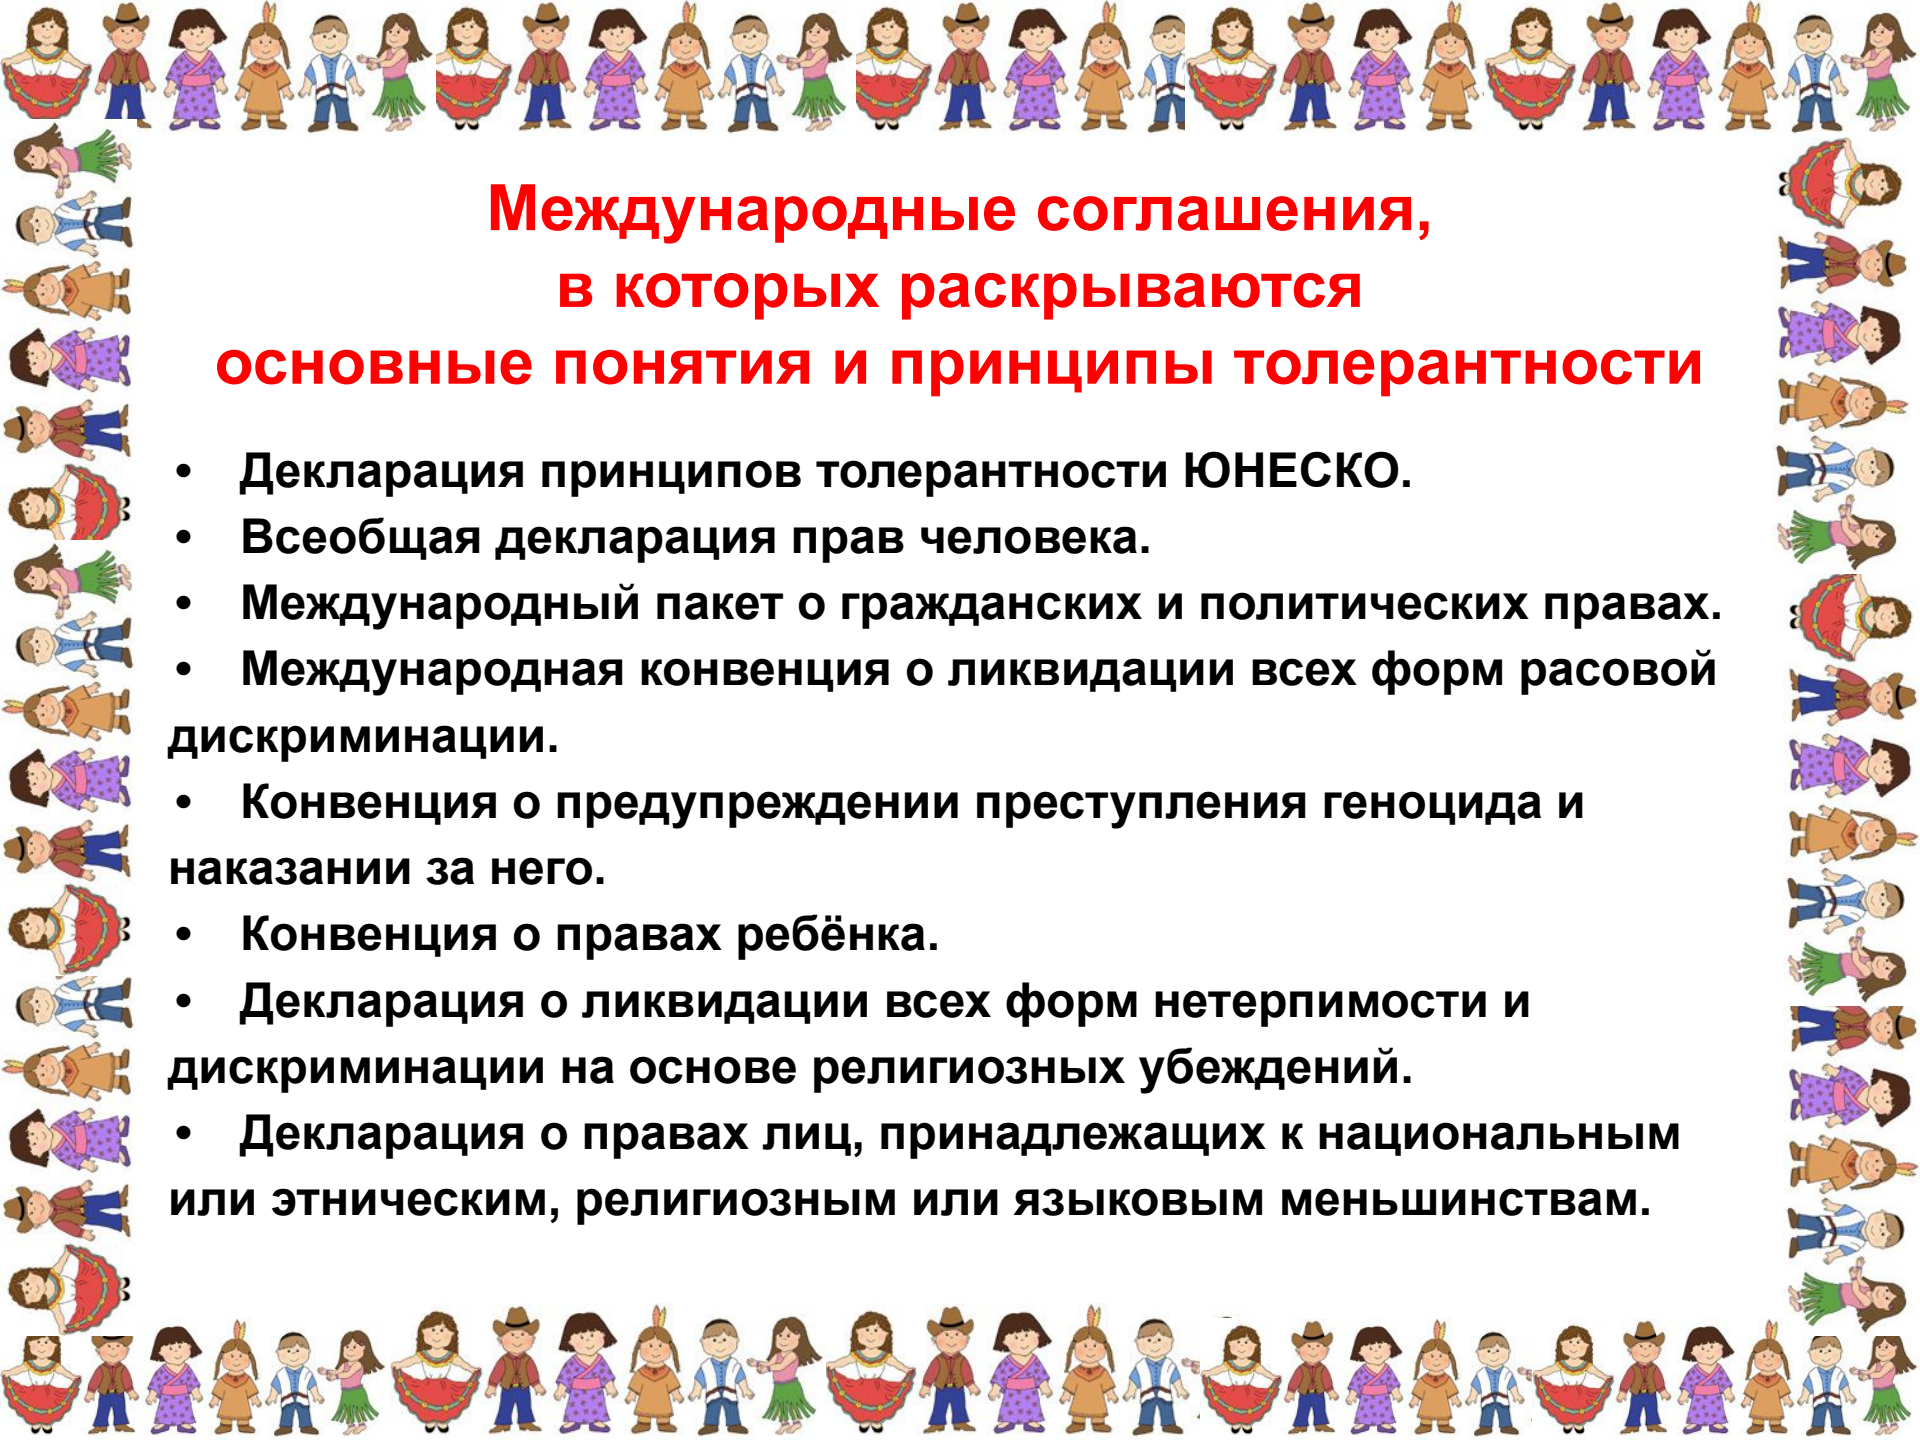 Международные соглашения,
в которых раскрываются
основные понятия и принципы толерантности
• Декларация принципов толерантности ЮНЕСКО.
• Всеобщая декларация прав человека.
• Международный пакет о гражданских и политических правах.
• Международная конвенция о ликвидации всех форм расовой
дискриминации.
• Конвенция о предупреждении преступления геноцида и
наказании за него.
• Конвенция о правах ребёнка.
• Декларация о ликвидации всех форм нетерпимости и
дискриминации на основе религиозных убеждений.
• Декларация о правах лиц, принадлежащих к национальным
или этническим, религиозным или языковым меньшинствам.